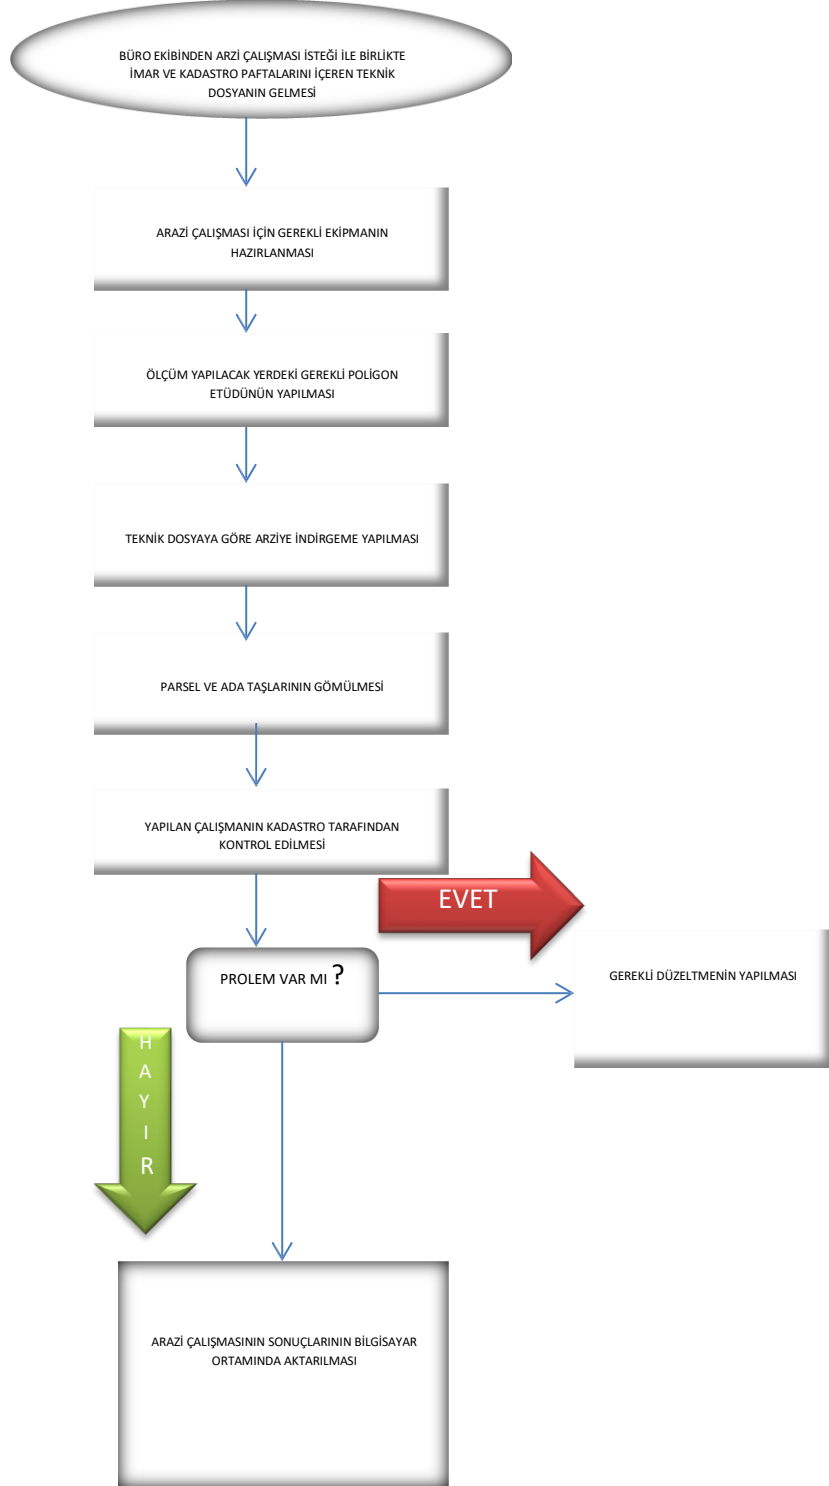 BÜRO EKİBİNDEN ARZİ ÇALIŞMASI İSTEĞİ İLE BİRLİKTE
İMAR VE KADASTRO PAFTALARINI İÇEREN TEKNİK
DOSYANIN GELMESİ
ARAZİ ÇALIŞMASI İÇİN GEREKLİ EKİPMANIN
HAZIRLANMASI
ÖLÇÜM YAPILACAK YERDEKİ GEREKLİ POLİGON
ETÜDÜNÜN YAPILMASI
TEKNİK DOSYAYA GÖRE ARZİYE İNDİRGEME YAPILMASI
PARSEL VE ADA TAŞLARININ GÖMÜLMESİ
YAPILAN ÇALIŞMANIN KADASTRO TARAFINDAN
KONTROL EDİLMESİ
EVET
PROLEM VAR MI ?
GEREKLİ DÜZELTMENİN YAPILMASI
H
A
Y
I
R
ARAZİ ÇALIŞMASININ SONUÇLARININ BİLGİSAYAR
ORTAMINDA AKTARILMASI